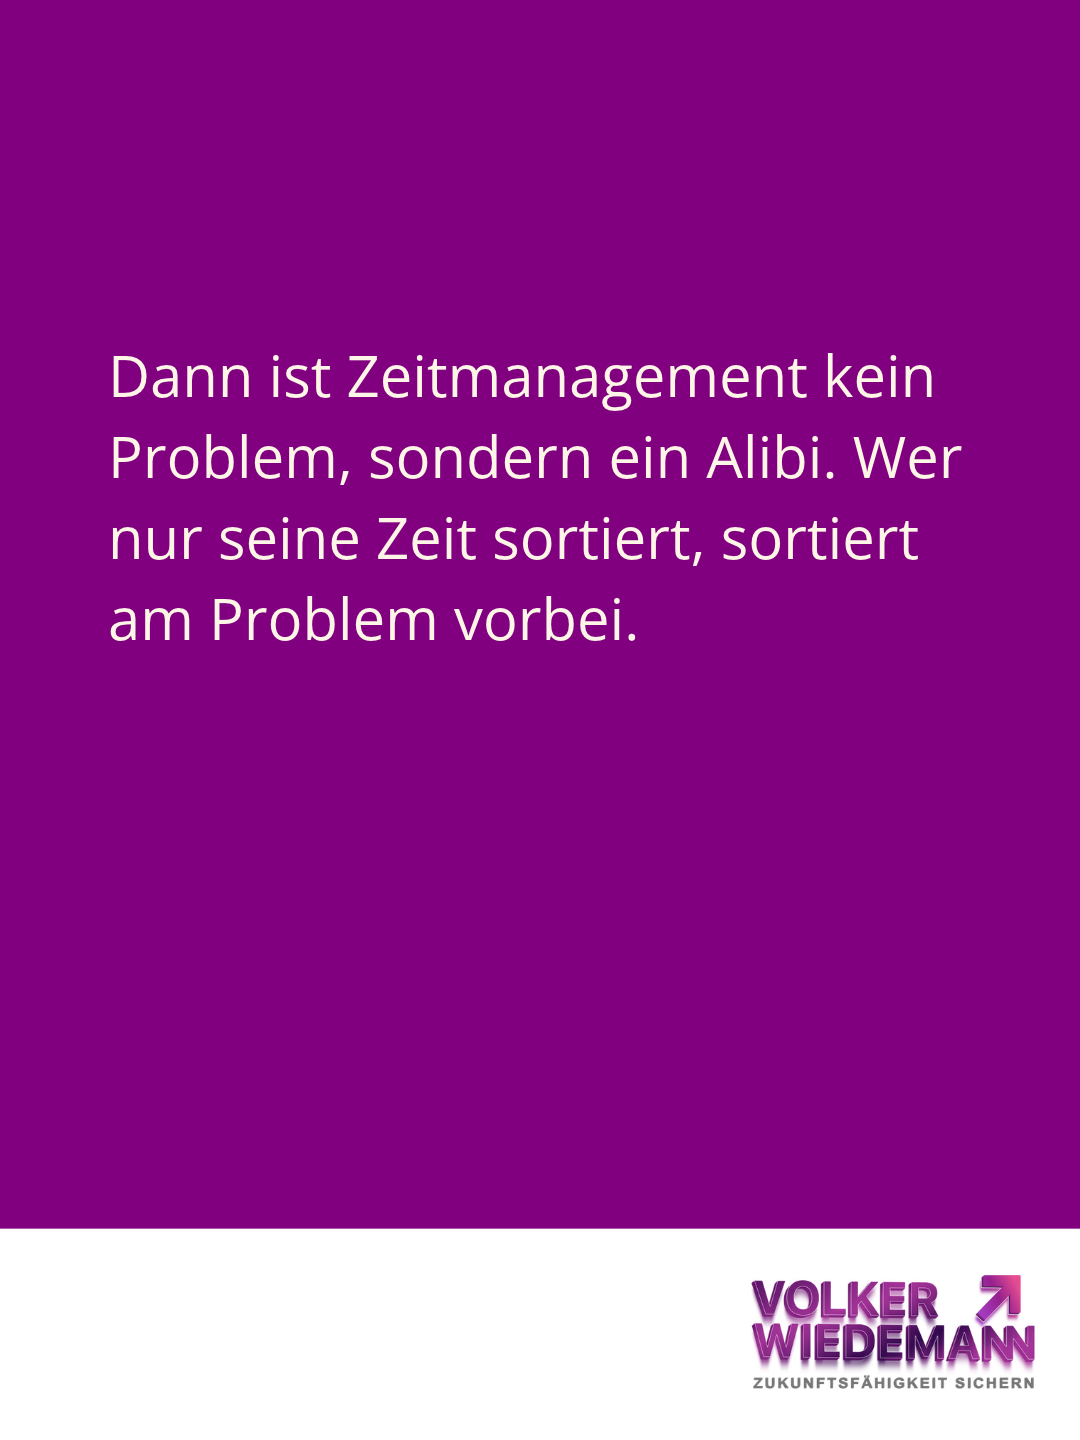 Dann ist Zeitmanagement kein
Problem, sondern ein Alibi. Wer
nur seine Zeit sortiert, sortiert
am Problem vorbei.
VOLKER
WIEDEMANN
ZUKUNFTSFÄHIGKEIT SICHERN